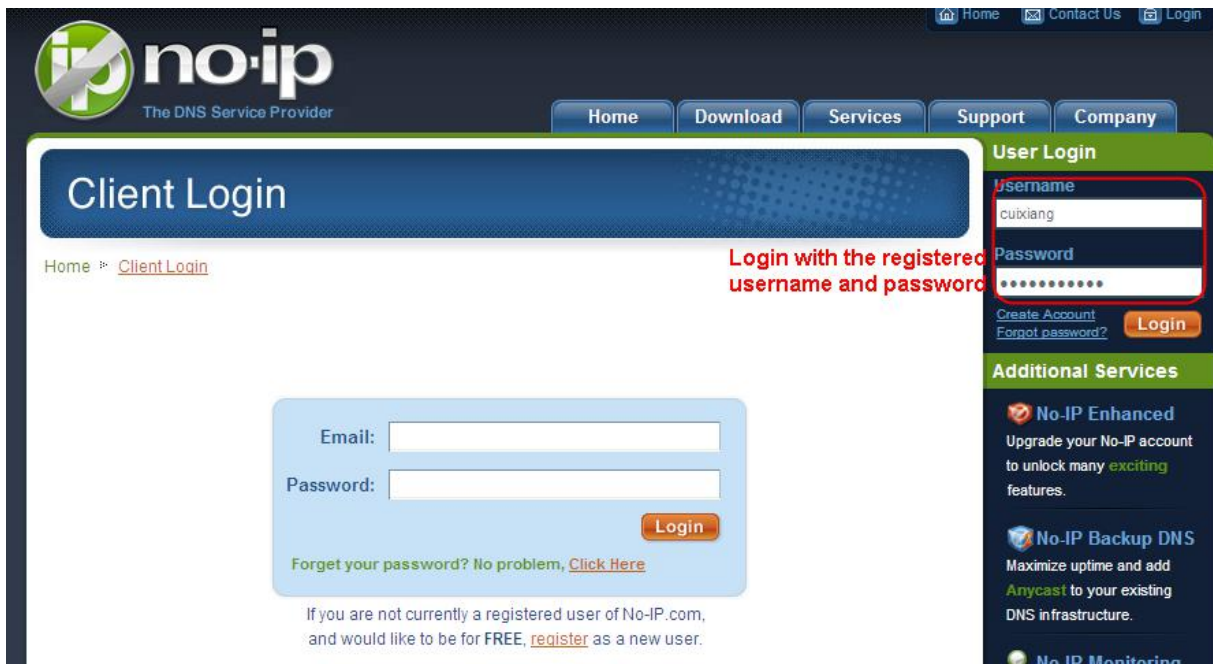 Home Contact Us Login
ip no-ip
The DNS Service Provider
Home Download Services Support Company
Client Login
Home Client Login
Login with the registered
username and password
Email:
Password:
Login
Forget your password? No problem, Click Here
If you are not currently a registered user of No-IP.com,
and would like to be for FREE, register as a new user.
User Login
Username
cuixiang
Password
•••••••••••
Create Account
Forgot password?
Login
Additional Services
No-IP Enhanced
Upgrade your No-IP account
to unlock many exciting
features.
No-IP Backup DNS
Maximize uptime and add
Anycast to your existing
DNS infrastructure.
No-IP Monitoring